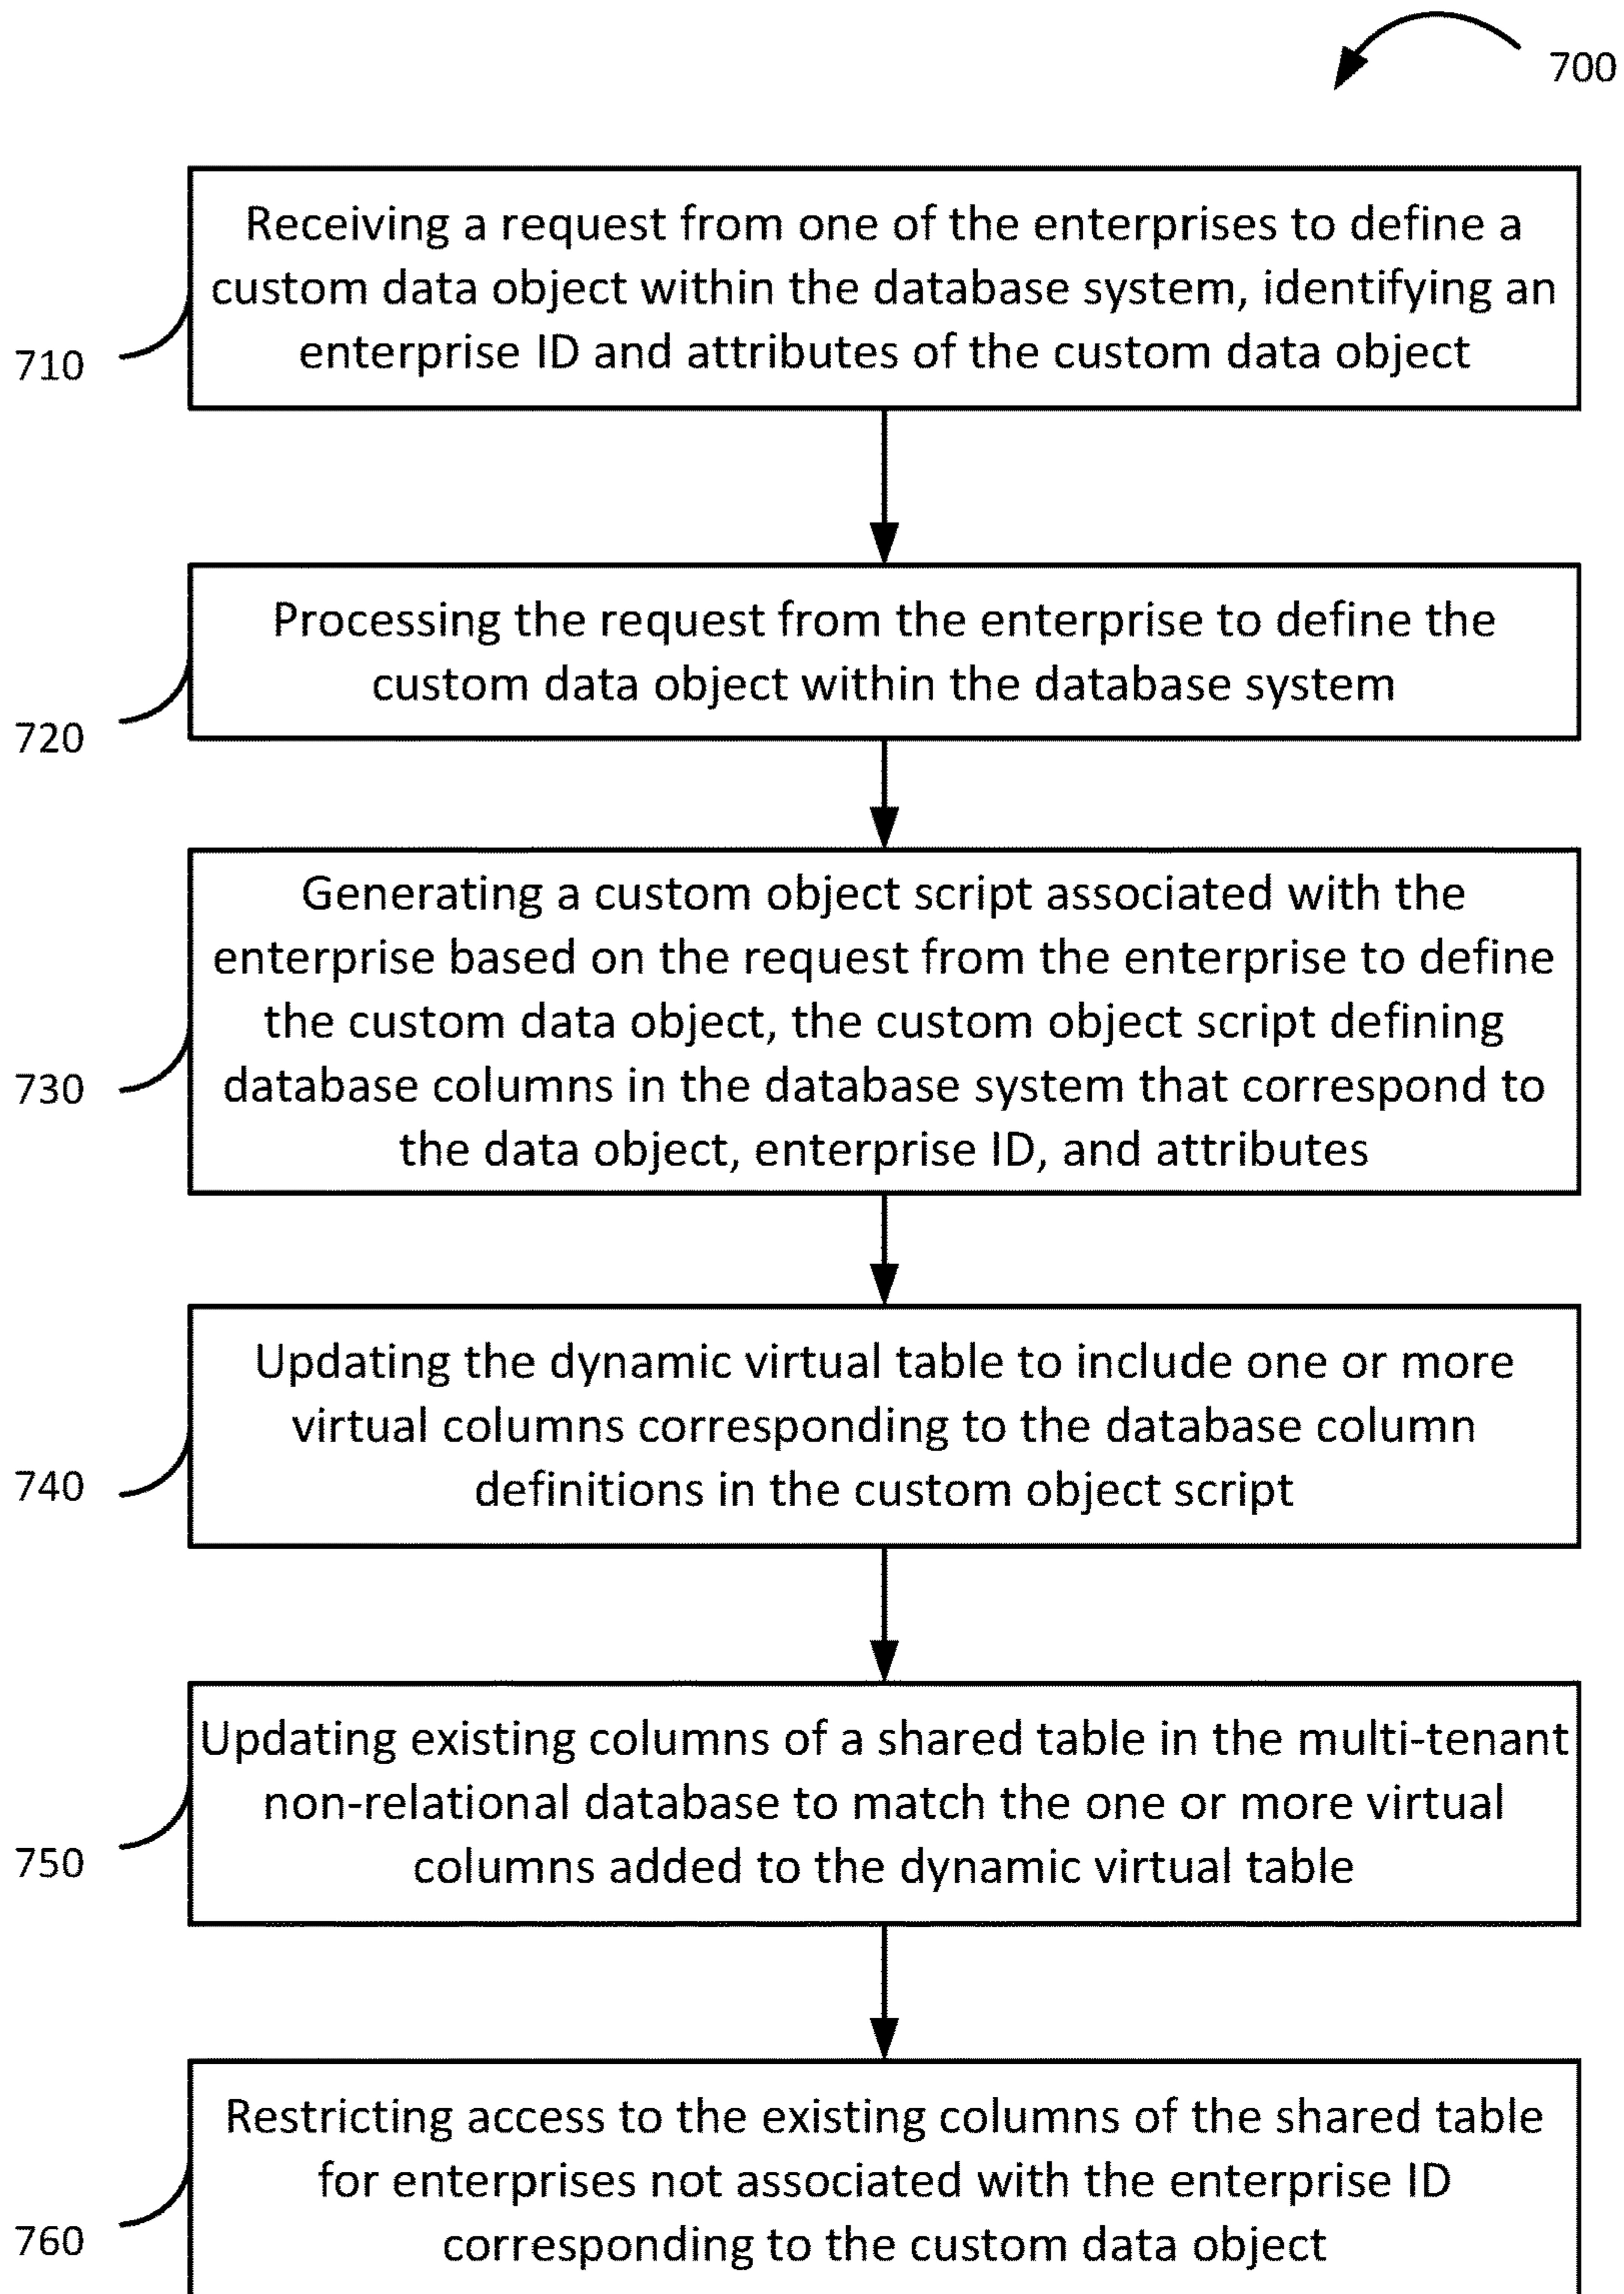 700
Receiving a request from one of the enterprises to define a
custom data object within the database system, identifying an
enterprise ID and attributes of the custom data object
710
Processing the request from the enterprise to define the
custom data object within the database system
720
Generating a custom object script associated with the
enterprise based on the request from the enterprise to define
the custom data object, the custom object script defining
database columns in the database system that correspond to
the data object, enterprise ID, and attributes
730
Updating the dynamic virtual table to include one or more
virtual columns corresponding to the database column
definitions in the custom object script
740
Updating existing columns of a shared table in the multi-tenant
non-relational database to match the one or more virtual
columns added to the dynamic virtual table
750
Restricting access to the existing columns of the shared table
for enterprises not associated with the enterprise ID
corresponding to the custom data object
760